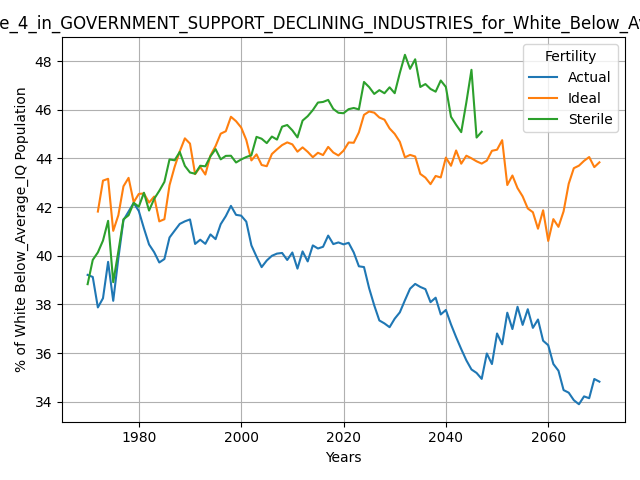 e_4_in_GOVERNMENT_SUPPORT_DECLINING_INDUSTRIES_for_White_Below_Av
% of White Below_Average_IQ Population
48
46
44
42
40
38
36
34
Fertility
Actual
Ideal
Sterile
1980
2000
2020
2040
2060
Years